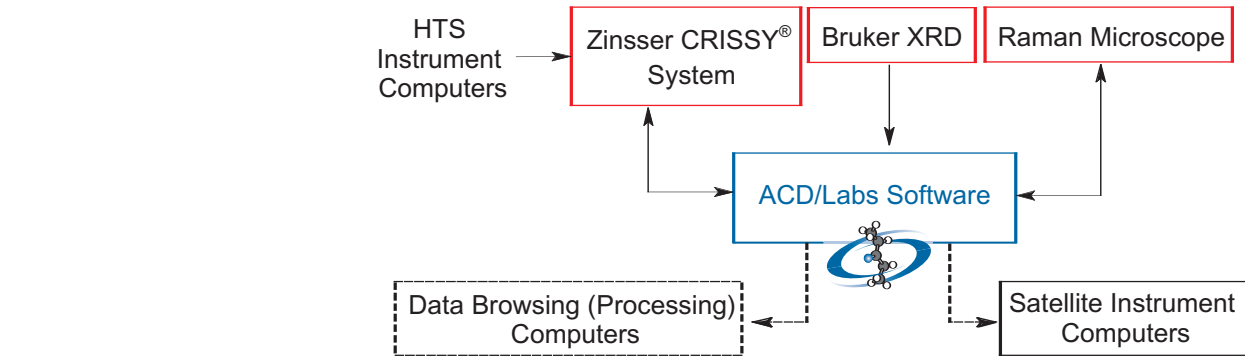 HTS
Instrument
Computers
Zinsser CRISSY®
System
Bruker XRD
Raman Microscope
ACD/Labs Software
Data Browsing (Processing)
Computers
Satellite Instrument
Computers